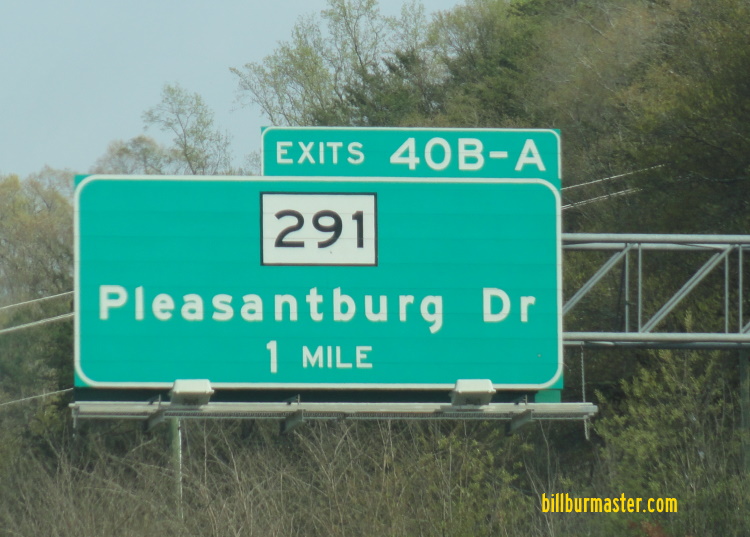 EXITS 40B-A
291
Pleasantburg Dr
1 MILE
billburmaster.com